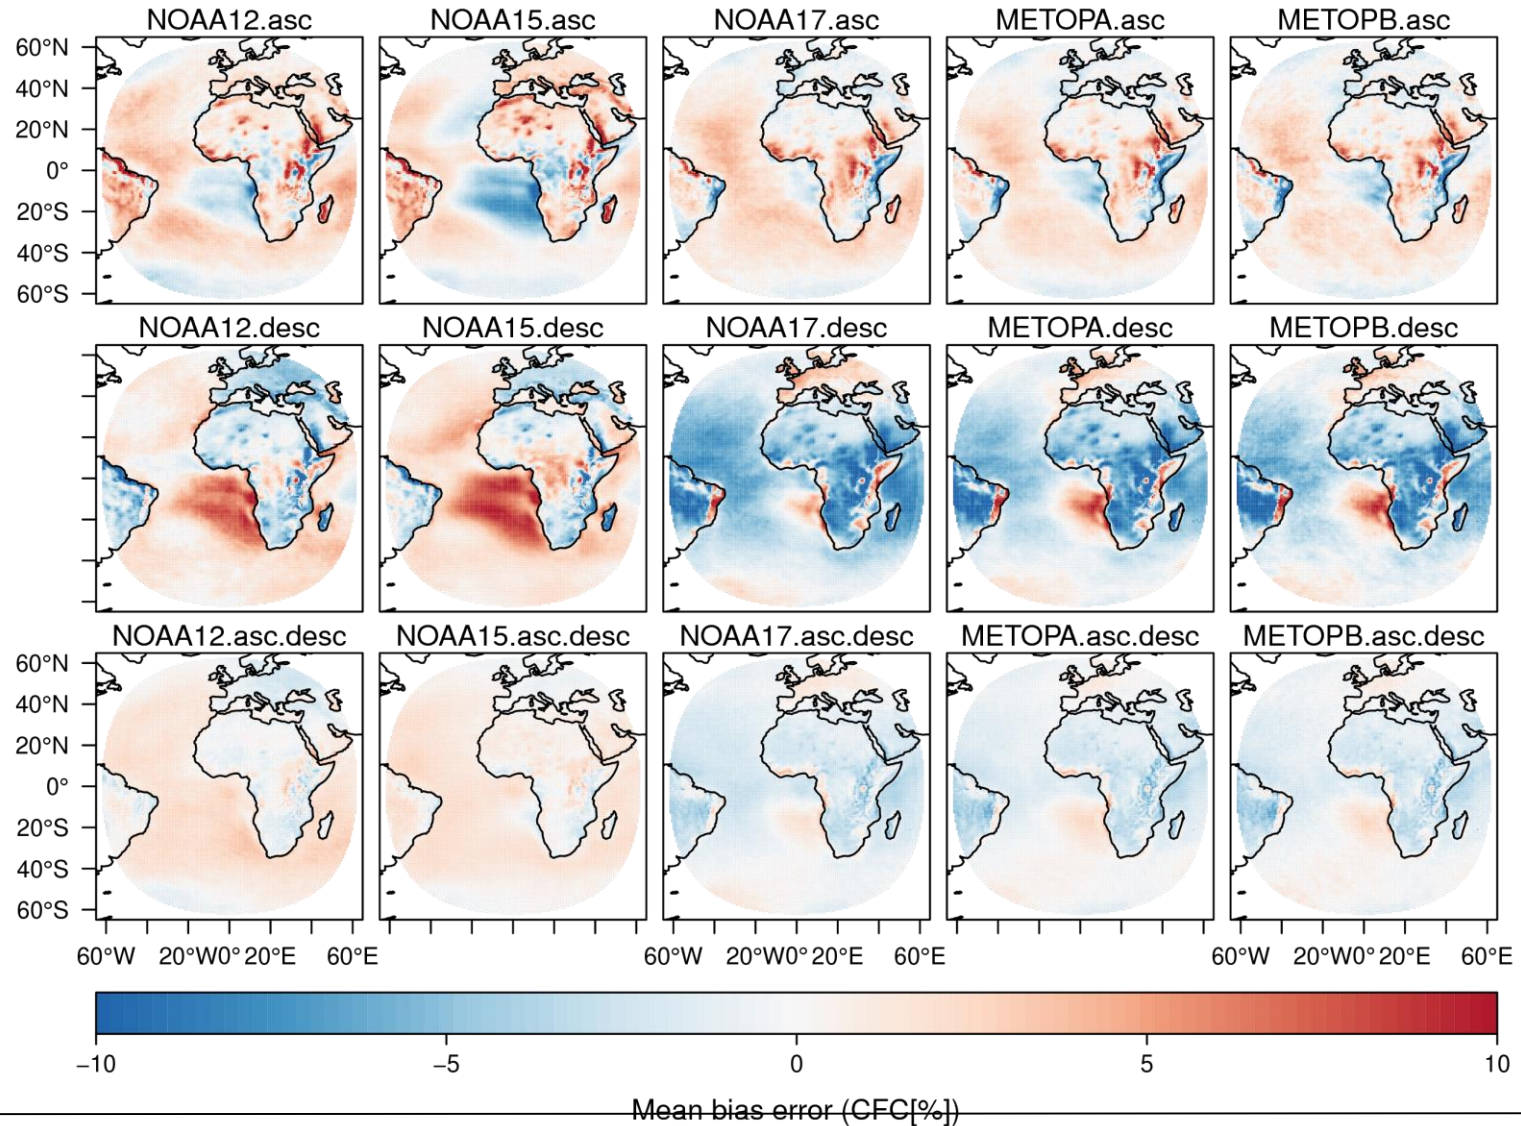 NOAA12.asc NOAA15.asc NOAA17.asc METOPA.asc METOPB.asc
60°N
40°N
20°N
0°
20°S
40°S
60°S
NOAA12.desc NOAA15.desc NOAA17.desc METOPA.desc METOPB.desc
NOAA12.asc.desc NOAA15.asc.desc NOAA17.asc.desc METOPA.asc.desc METOPB.asc.desc
60°N
40°N
20°N
0°
20°S
40°S
60°S
60°W 20°W0°20°E 60°E 60°W 20°W0°20°E 60°E 60°W 20°W0°20°E 60°E
−10 −5 0 5 10
Mean bias error (CFC[%])